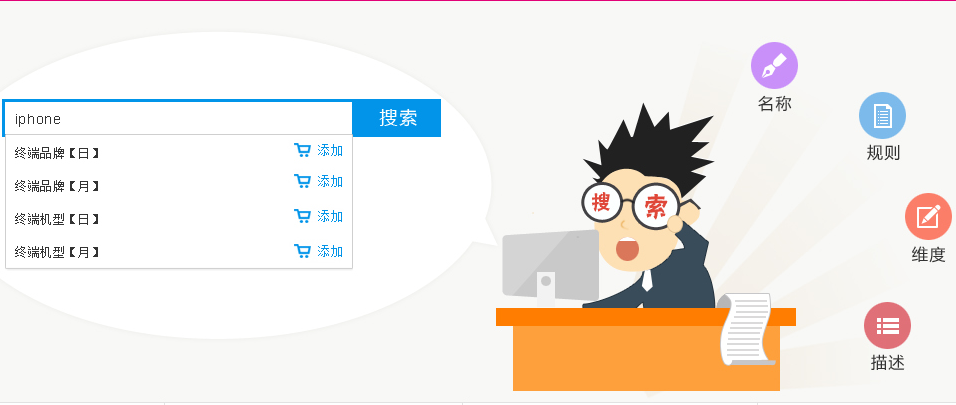 名称
iphone
搜索
规则
终端品牌【日】 添加
终端品牌【月】 添加
搜 索
终端机型【日】 添加
终端机型【月】 添加
维度
描述